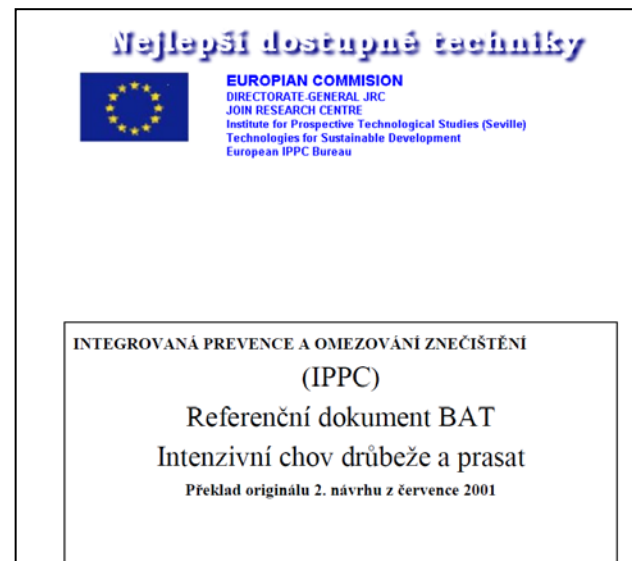 Nejlepší dostupné techniky
EUROPIAN COMMISION
DIRECTORATE-GENERAL JRC
JOIN RESEARCH CENTRE
Institute for Prospective Technological Studies (Seville)
Technologies for Sustainable Development
European IPPC Bureau
INTEGROVANÁ PREVENCE A OMEZOVÁNÍ ZNEČIŠTĚNÍ
(IPPC)
Referenční dokument BAT
Intenzivní chov drůbeže a prasat
Překlad originálu 2. návrhu z července 2001